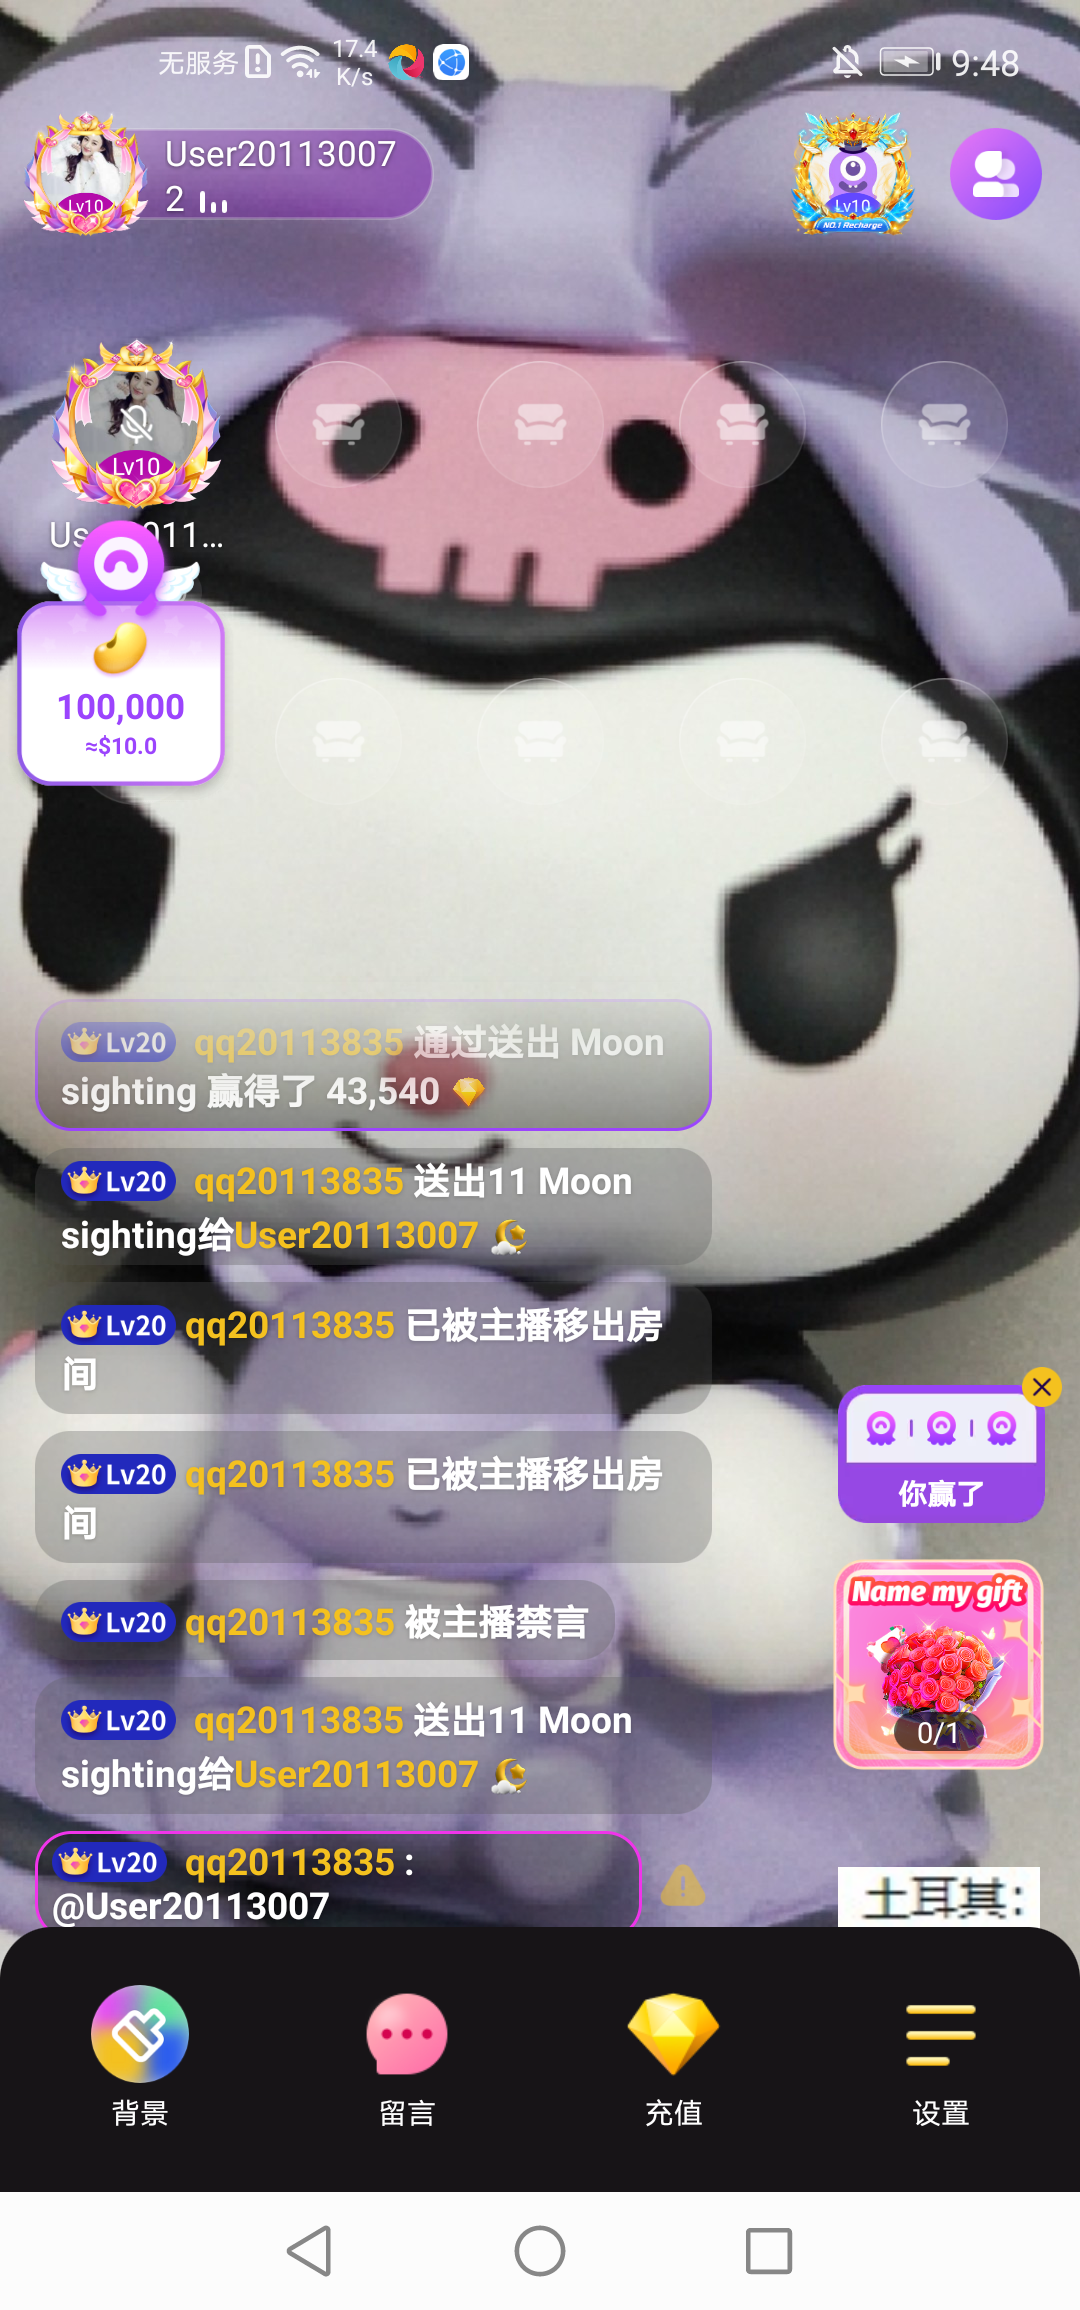 无服务
17.4
K/s
9:48
User20113007
2
Lv10
Lv10
NO.1 Recharge
Lv10
Us 011...
100,000
≈$10.0
Lv20 qq20113835 通过送出 Moon
sighting 赢得了 43,540
Lv20 qq20113835 送出11 Moon
sighting给User20113007
Lv20 qq20113835 已被主播移出房
间
Lv20 qq20113835 已被主播移出房
间
你赢了
Lv20 qq20113835 被主播禁言
Name my gift
0/1
Lv20 qq20113835 送出11 Moon
sighting给User20113007
Lv20 qq20113835 :
@User20113007
土耳其:
背景
留言
充值
设置